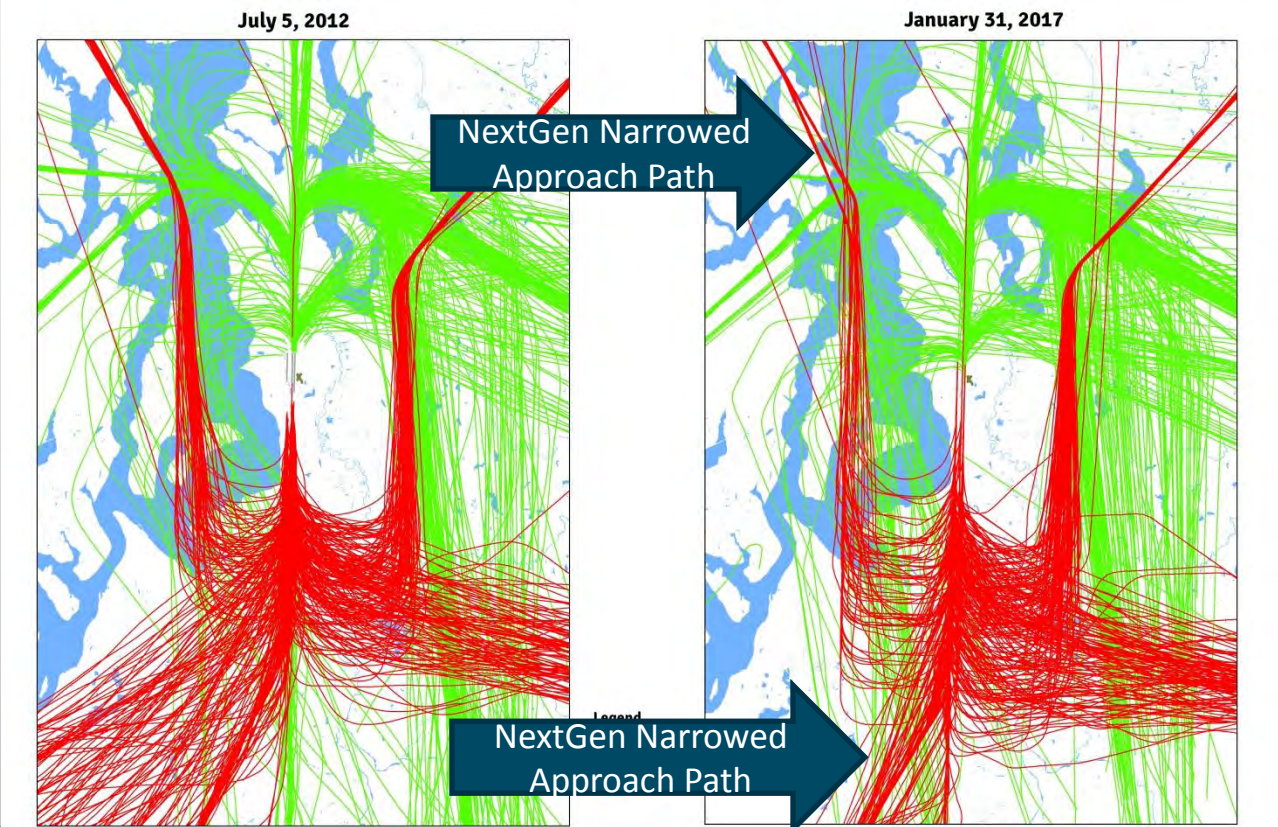 July 5, 2012
January 31, 2017
NextGen Narrowed
Approach Path
Legend
NextGen Narrowed
Approach Path